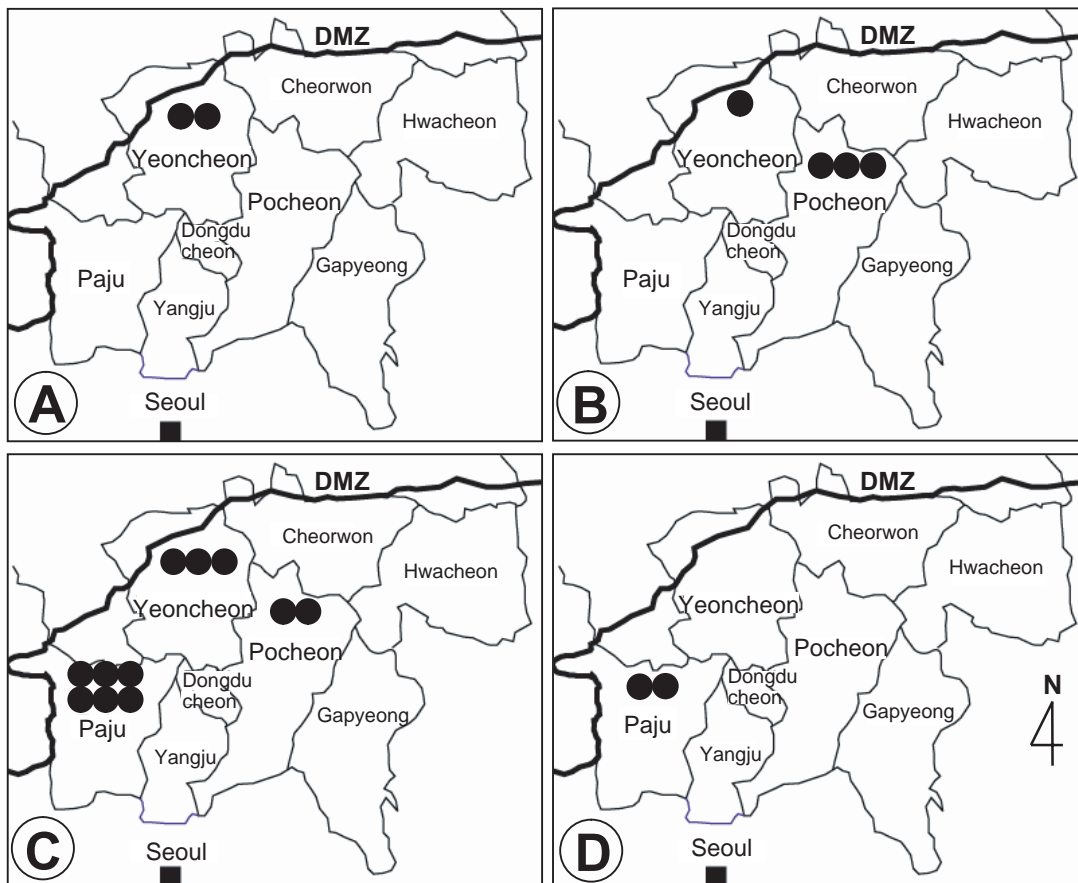 DMZ
Cheorwon
Hwacheon
Yeoncheon
Pocheon
Dongdu
cheon
Gapyeong
Paju
Yangju
A
Seoul
DMZ
Cheorwon
Hwacheon
Yeoncheon
Pocheon
Dongdu
cheon
Gapyeong
Paju
Yangju
B
Seoul
DMZ
Cheorwon
Hwacheon
Yeoncheon
Pocheon
Dongdu
cheon
Gapyeong
Paju
Yangju
C
Seoul
DMZ
Cheorwon
Hwacheon
Yeoncheon
Pocheon
Dongdu
cheon
N
Gapyeong
Paju
Yangju
D
Seoul